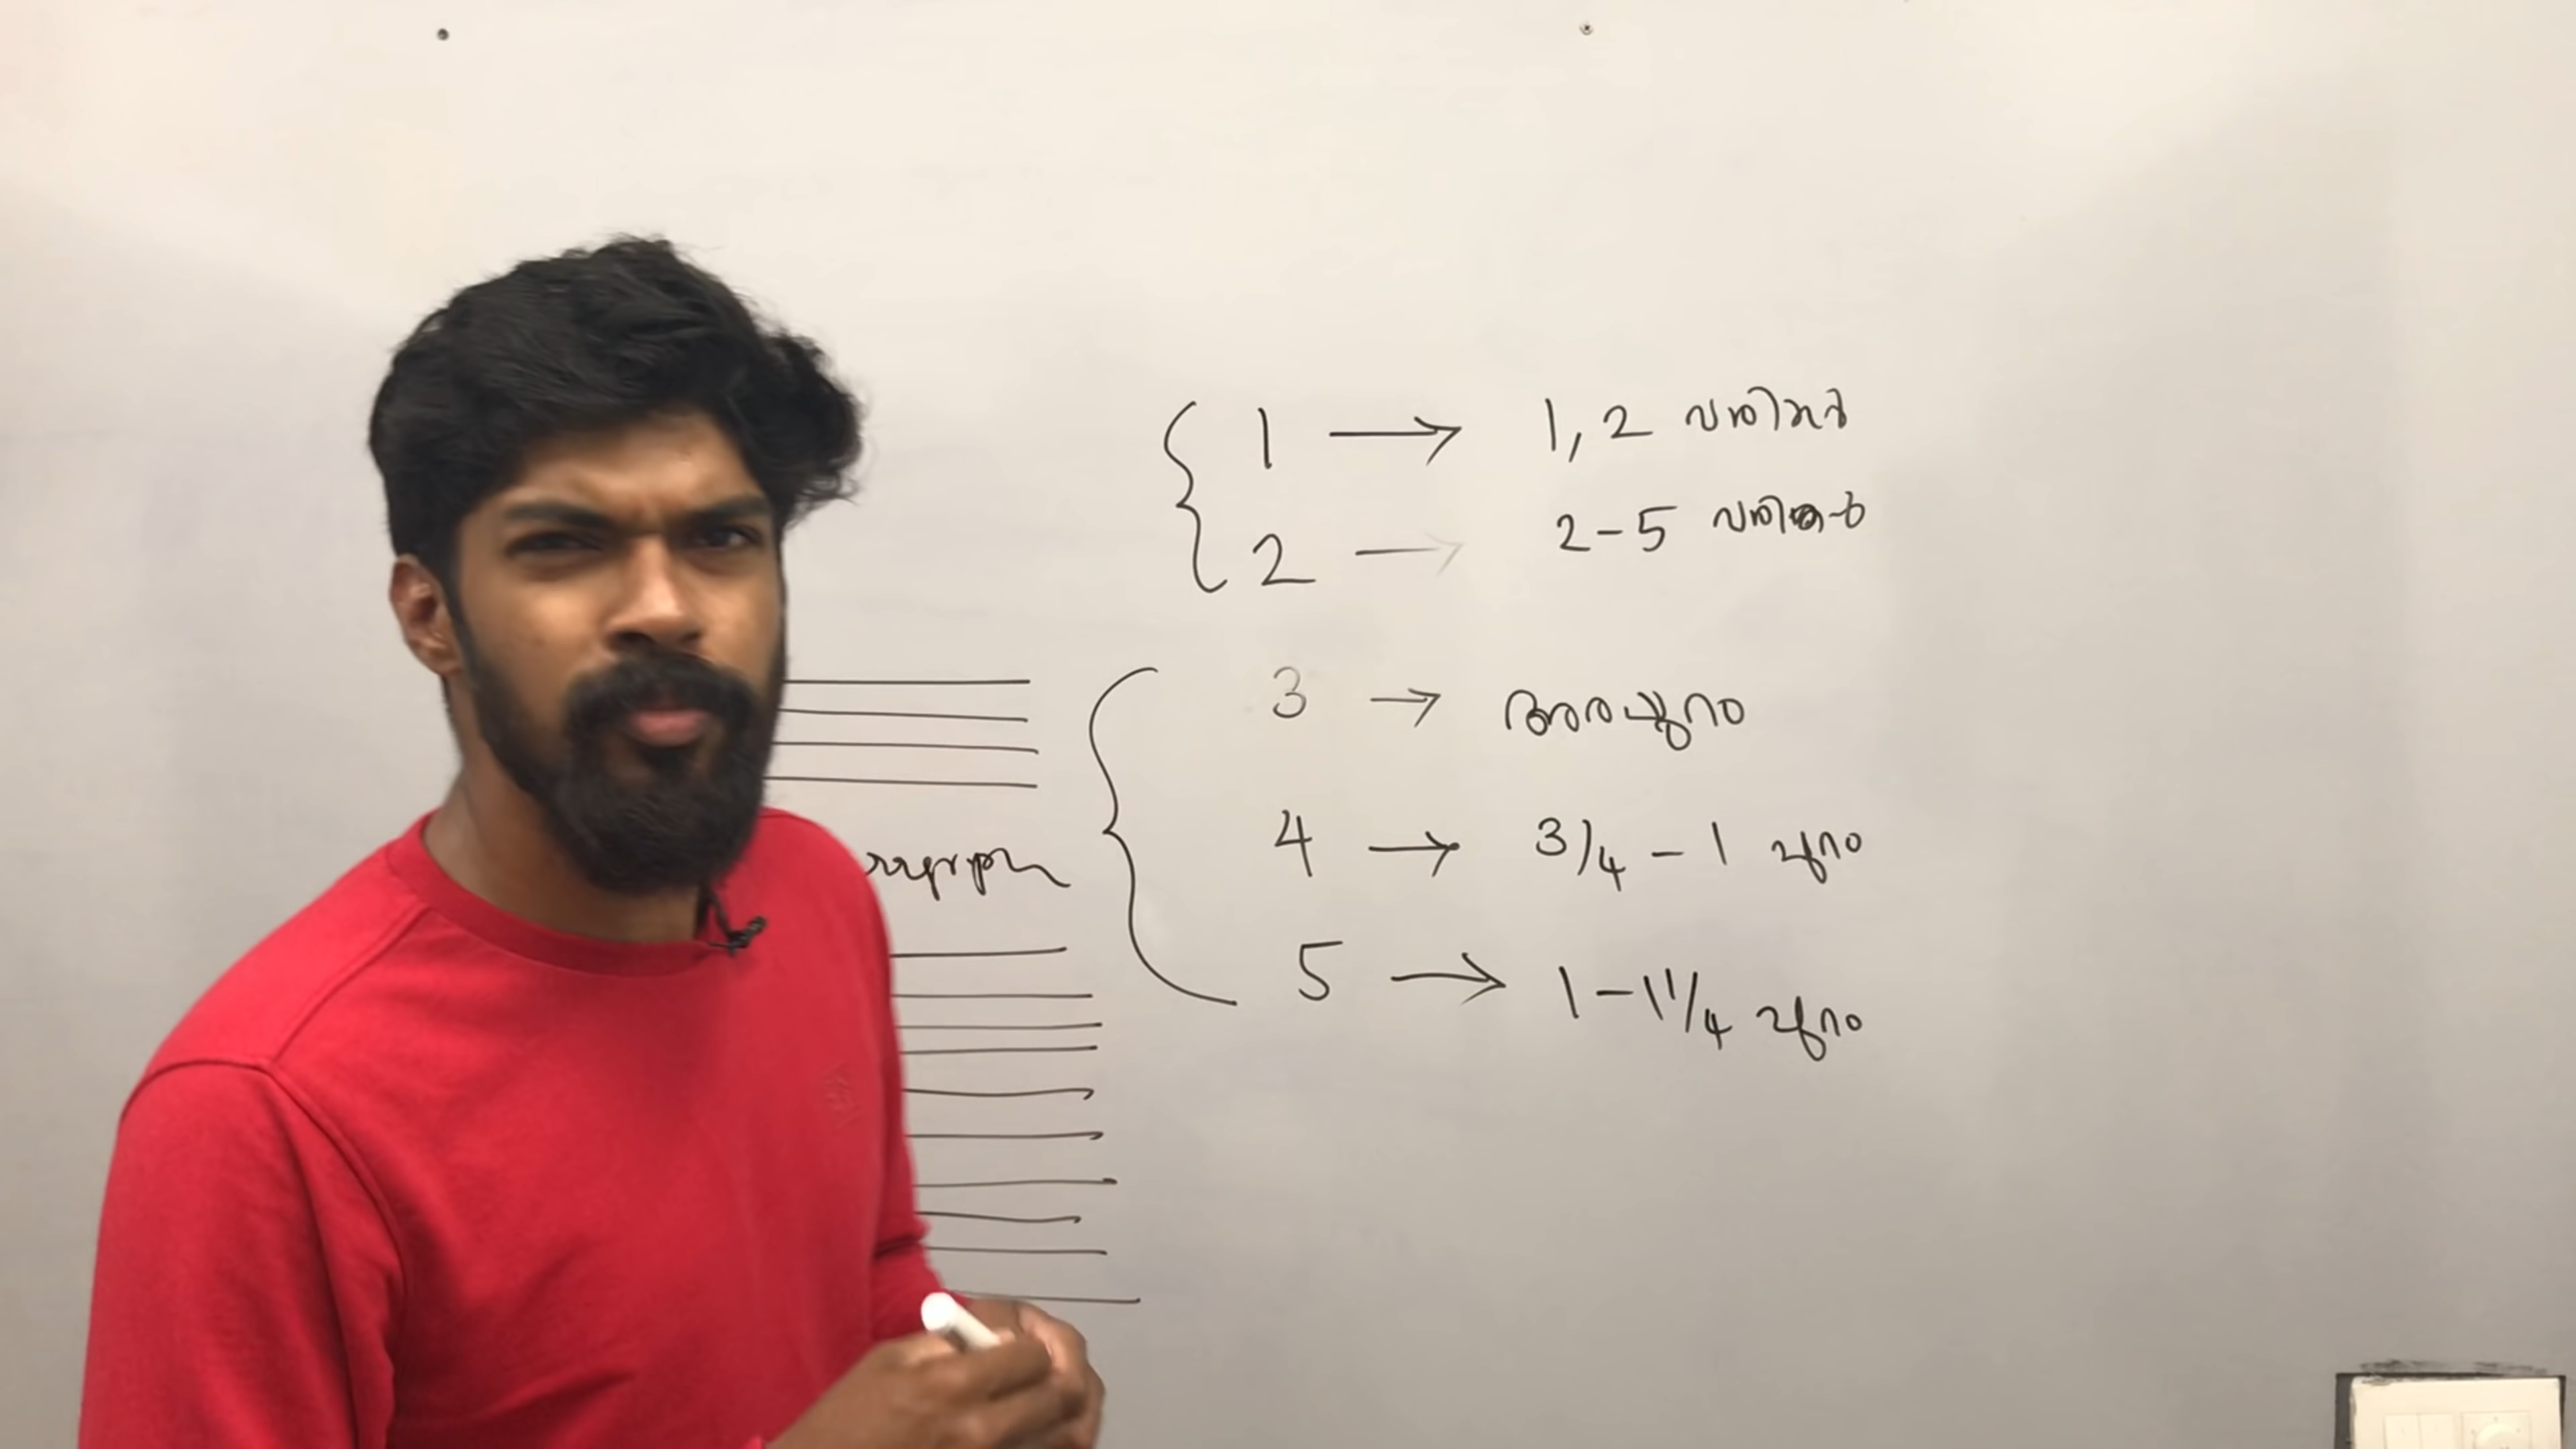 1 → 1, 2 വരികൾ
2 → 2-5 വരികൾ
3 → അരപ്പുറം
4 → 3/4 - 1 പുറം
5 → 1 - 1 1/4 പുറം